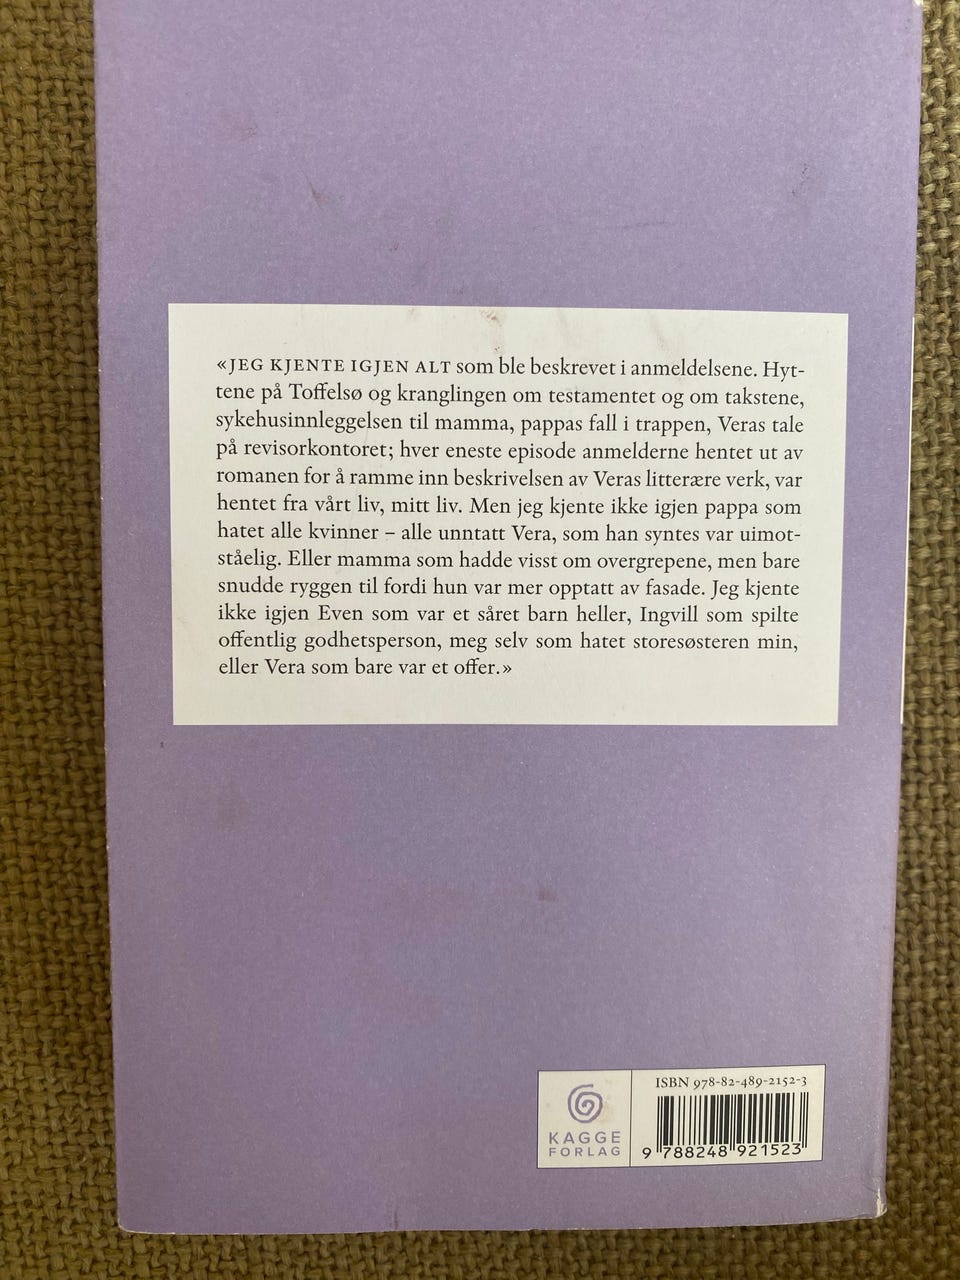 «JEG KJENTE IGJEN ALT som ble beskrevet i anmeldelsene. Hyt-
tene på Toffelsø og kranglingen om testamentet og om takstene,
sykehusinnleggelsen til mamma, pappas fall i trappen, Veras tale
på revisorkontoret; hver eneste episode anmelderne hentet ut av
romanen for å ramme inn beskrivelsen av Veras litterære verk, var
hentet fra vårt liv, mitt liv. Men jeg kjente ikke igjen pappa som
hatet alle kvinner – alle unntatt Vera, som han syntes var uimot-
ståelig. Eller mamma som hadde visst om overgrepene, men bare
snudde ryggen til fordi hun var mer opptatt av fasade. Jeg kjente
ikke igjen Even som var et såret barn heller, Ingvill som spilte
offentlig godhetsperson, meg selv som hatet storesøsteren min,
eller Vera som bare var et offer.»
ISBN 978-82-489-2152-3
KAGGE
FORLAG
9 788248 921523